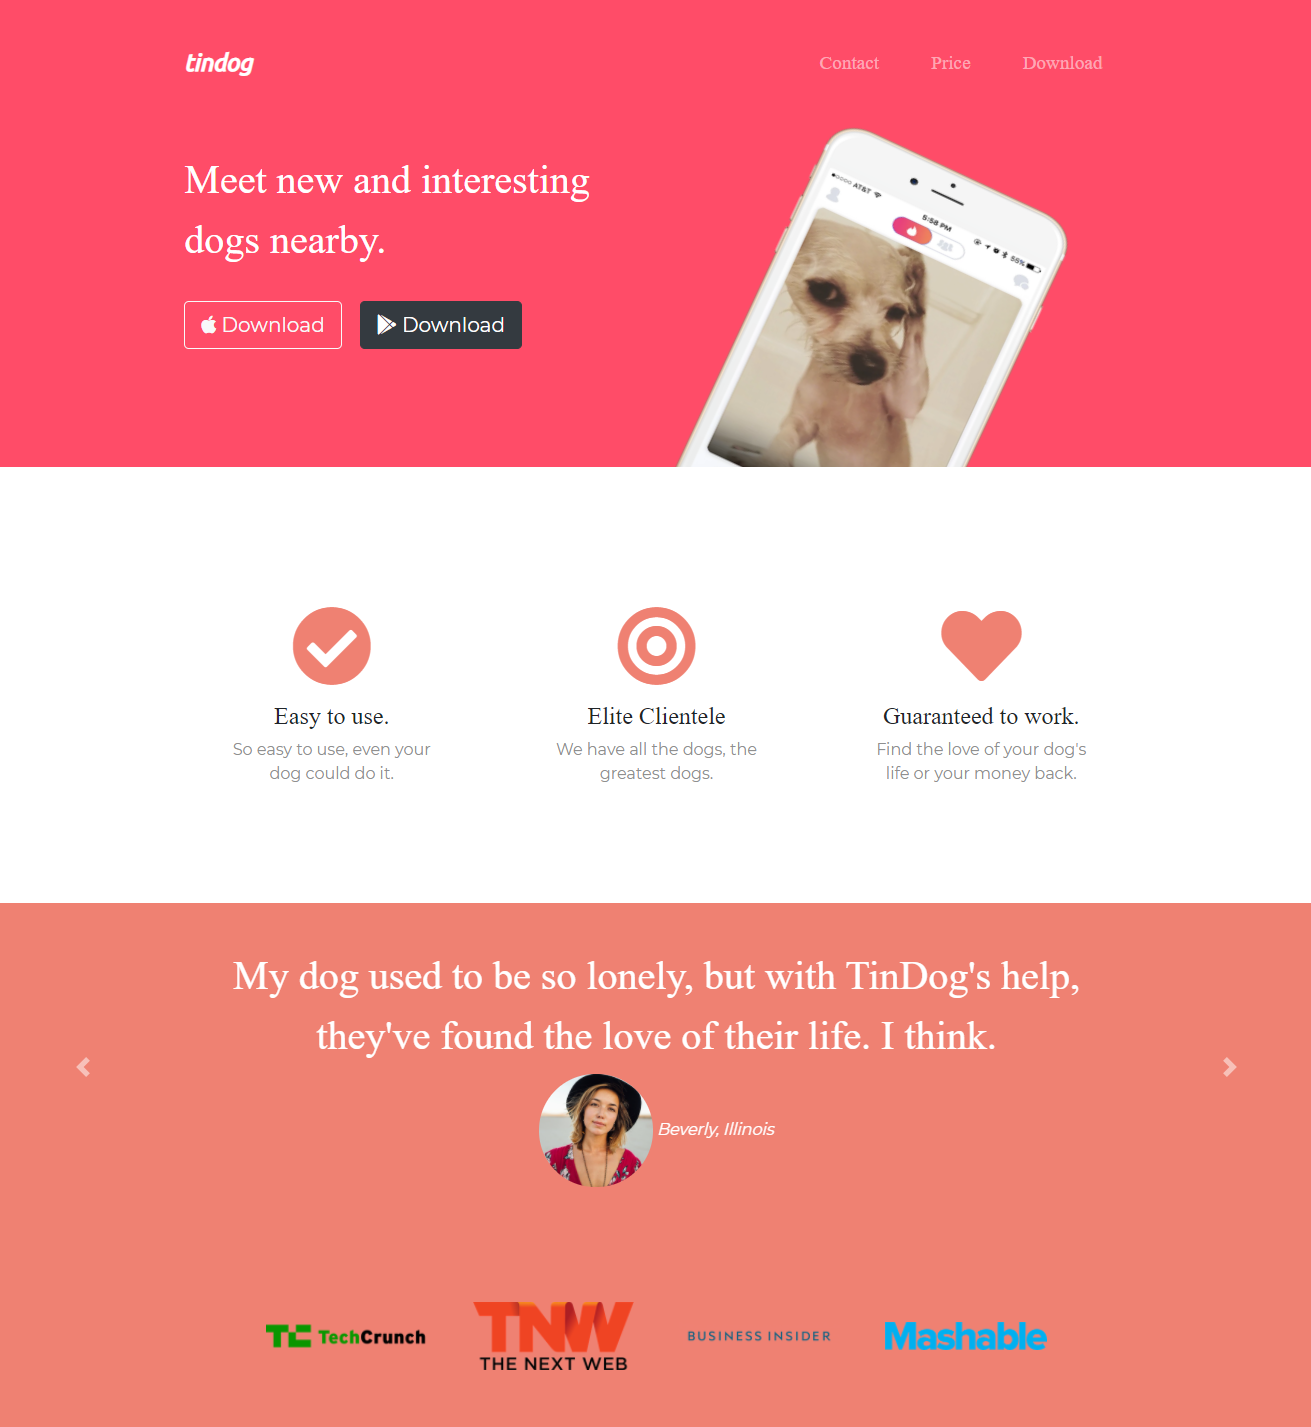 tindog
Contact Price Download
Meet new and interesting
dogs nearby.
Download Download
AT&T 5:58 PM 55%
Easy to use. Elite Clientele Guaranteed to work.
So easy to use, even your We have all the dogs, the Find the love of your dog's
dog could do it. greatest dogs. life or your money back.
My dog used to be so lonely, but with TinDog's help,
they've found the love of their life. I think.
Beverly, Illinois
TC TechCrunch TNW BUSINESS INSIDER Mashable
THE NEXT WEB